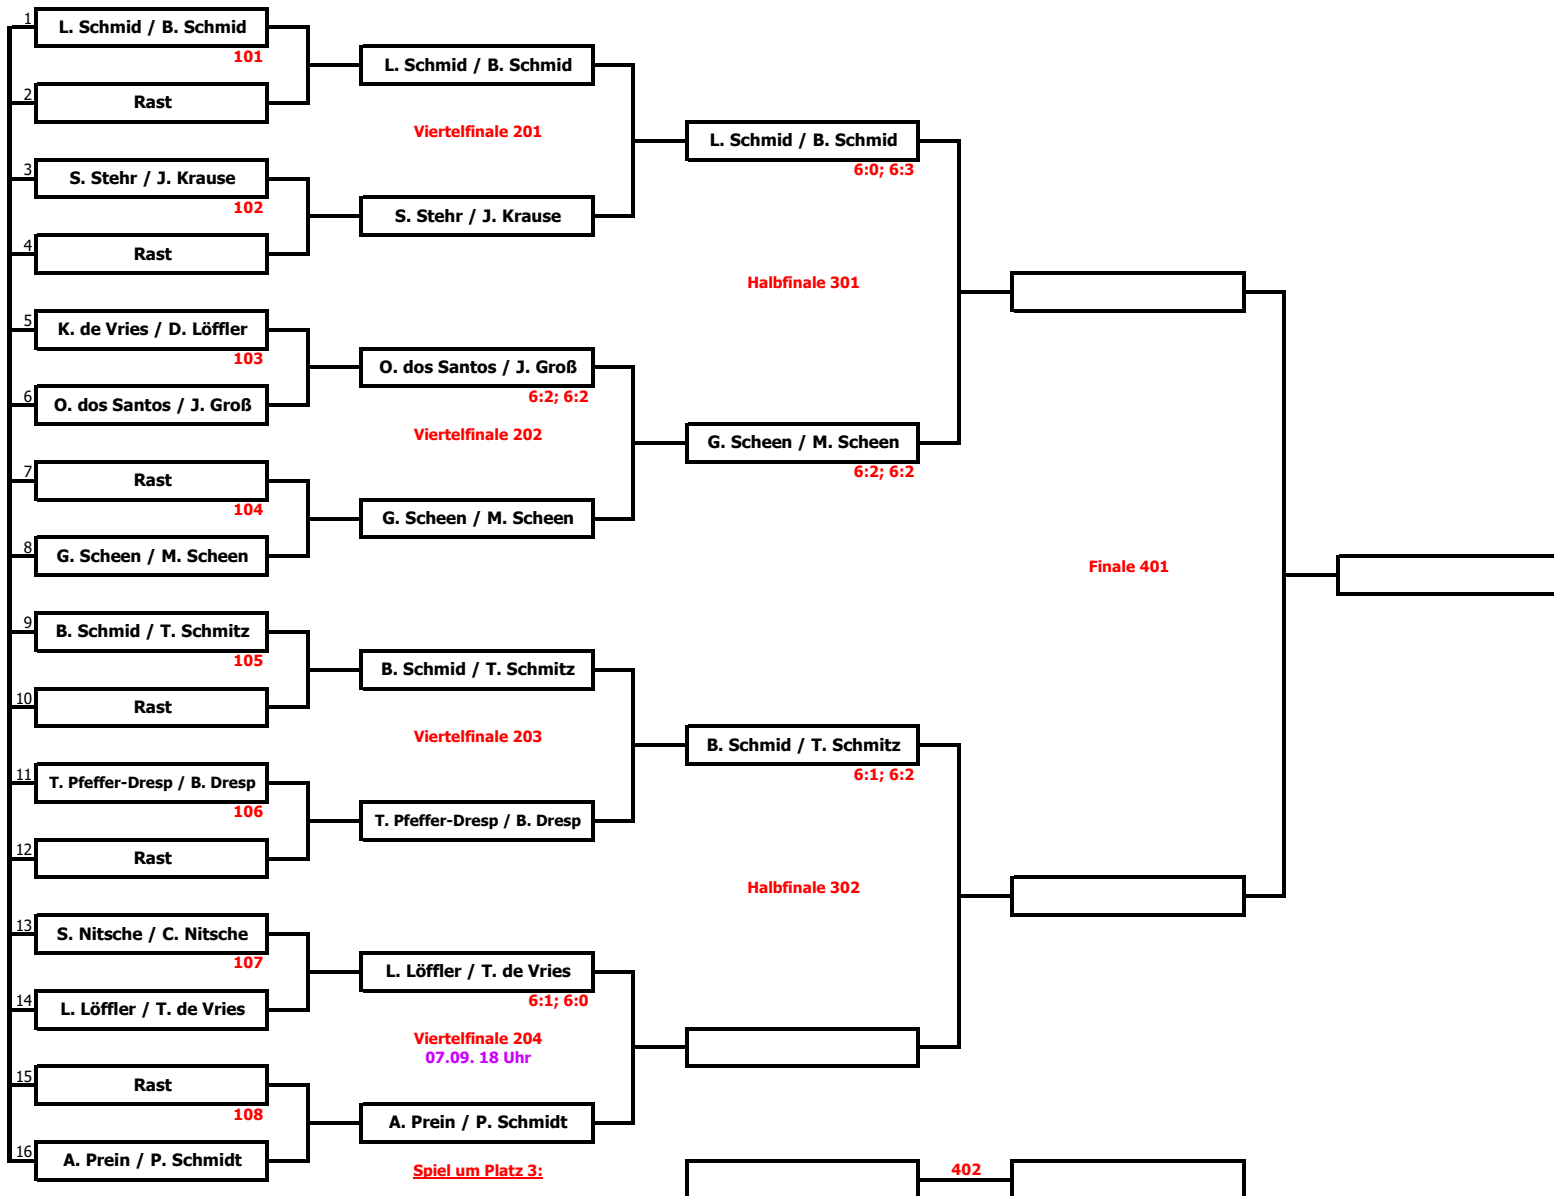 1
L. Schmid / B. Schmid
101
2
Rast
3
S. Stehr / J. Krause
102
4
Rast
5
K. de Vries / D. Löffler
103
6
O. dos Santos / J. Groß
7
Rast
104
8
G. Scheen / M. Scheen
9
B. Schmid / T. Schmitz
105
10
Rast
11
T. Pfeffer-Dresp / B. Dresp
106
12
Rast
13
S. Nitsche / C. Nitsche
107
14
L. Löffler / T. de Vries
15
Rast
108
16
A. Prein / P. Schmidt
L. Schmid / B. Schmid
Viertelfinale 201
S. Stehr / J. Krause
O. dos Santos / J. Groß
6:2; 6:2
Viertelfinale 202
G. Scheen / M. Scheen
B. Schmid / T. Schmitz
Viertelfinale 203
T. Pfeffer-Dresp / B. Dresp
L. Löffler / T. de Vries
6:1; 6:0
Viertelfinale 204
07.09. 18 Uhr
A. Prein / P. Schmidt
L. Schmid / B. Schmid
6:0; 6:3
Halbfinale 301
G. Scheen / M. Scheen
6:2; 6:2
B. Schmid / T. Schmitz
6:1; 6:2
Halbfinale 302
Finale 401
Spiel um Platz 3:
402